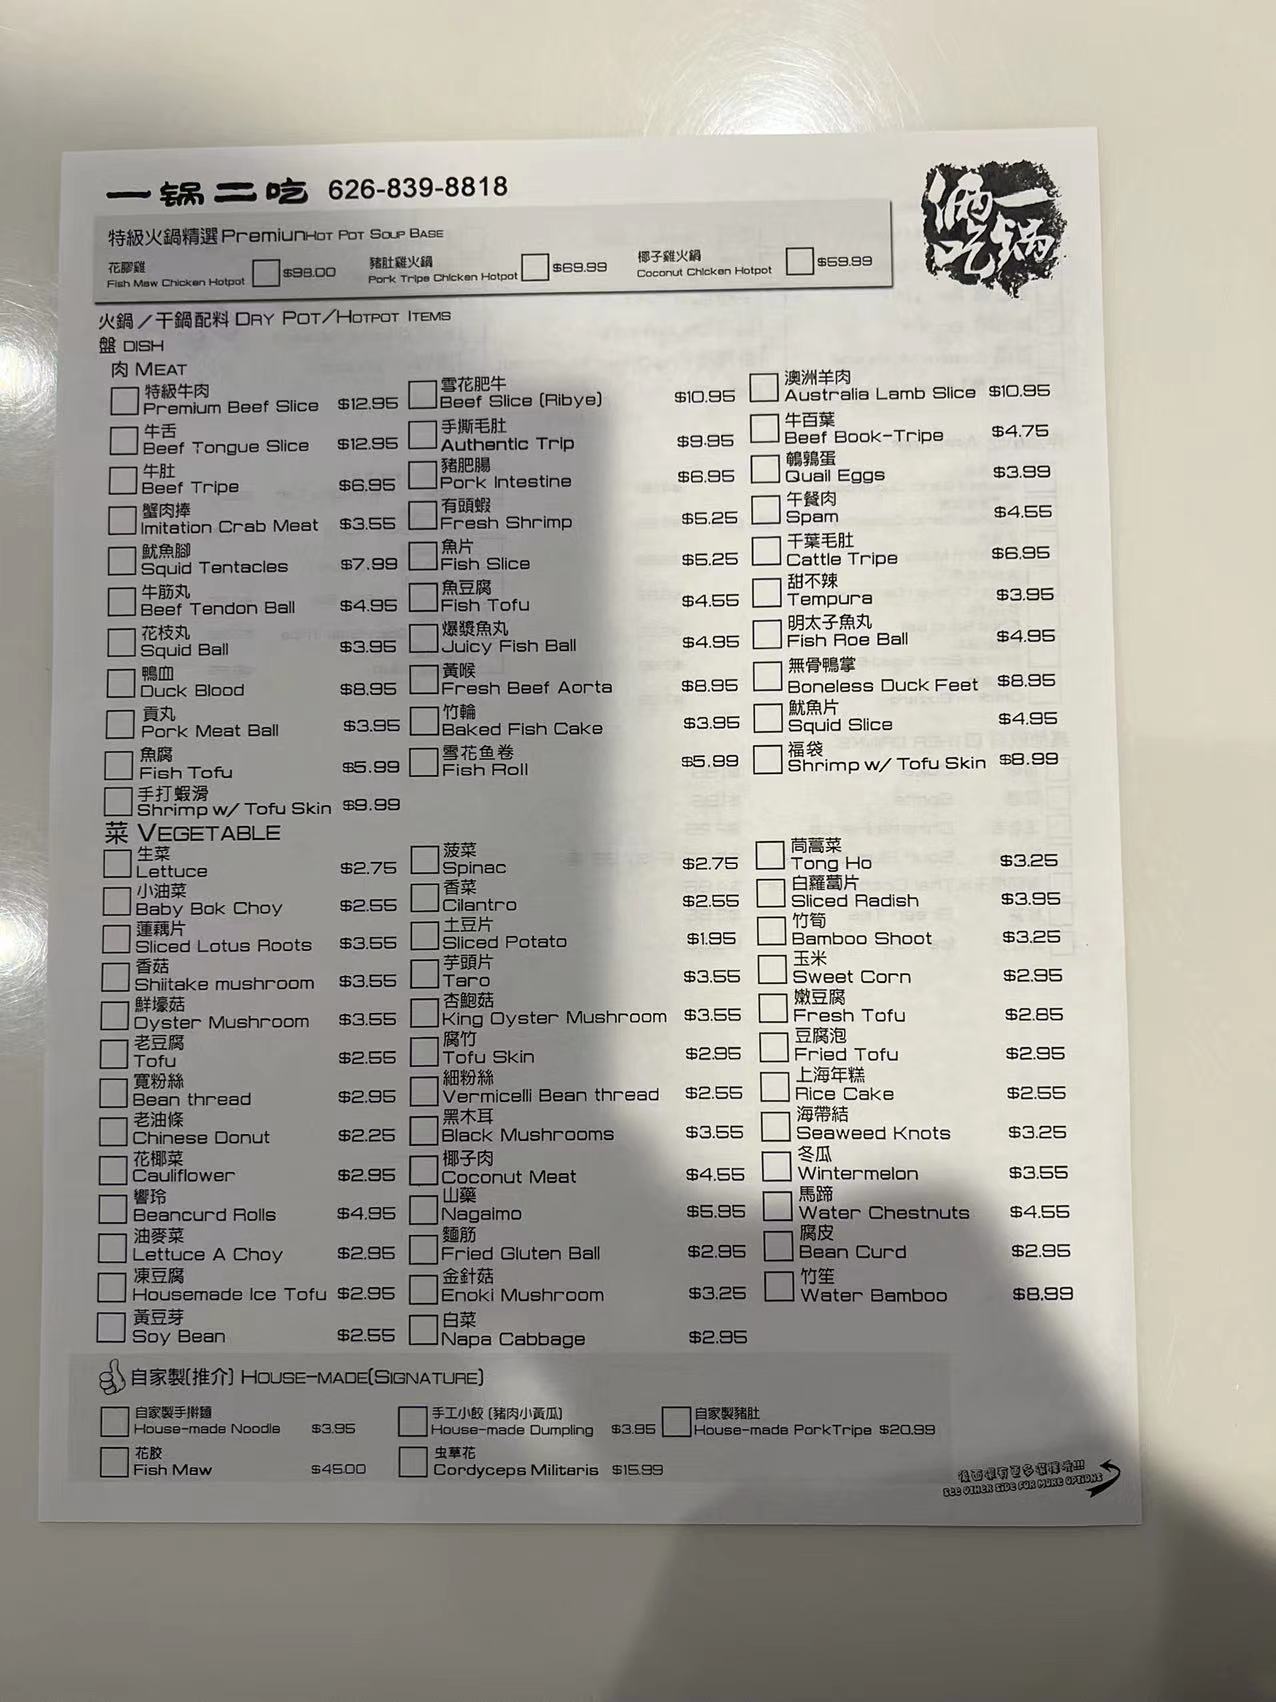 一锅二吃 626-839-8818
一锅
俩吃
特級火鍋精選 Premiun Hot Pot Soup Base
花膠雞 豬肚雞火鍋 椰子雞火鍋
Fish Maw Chicken Hotpot $98.00 Pork Tripe Chicken Hotpot $69.99 Coconut Chicken Hotpot $59.99
火鍋／干鍋配料 Dry Pot/Hotpot Items
盤 DISH
肉 Meat
特級牛肉 雪花肥牛 澳洲羊肉
Premium Beef Slice $12.95 Beef Slice (Ribye) $10.95 Australia Lamb Slice $10.95
牛舌 手撕毛肚 牛百葉
Beef Tongue Slice $12.95 Authentic Trip $9.95 Beef Book-Tripe $4.75
牛肚 豬肥腸 鵪鶉蛋
Beef Tripe $6.95 Pork Intestine $6.95 Quail Eggs $3.99
蟹肉捧 有頭蝦 午餐肉
Imitation Crab Meat $3.55 Fresh Shrimp $5.25 Spam $4.55
魷魚腳 魚片 千葉毛肚
Squid Tentacles $7.99 Fish Slice $5.25 Cattle Tripe $6.95
牛筋丸 魚豆腐 甜不辣
Beef Tendon Ball $4.95 Fish Tofu $4.55 Tempura $3.95
花枝丸 爆漿魚丸 明太子魚丸
Squid Ball $3.95 Juicy Fish Ball $4.95 Fish Roe Ball $4.95
鴨血 黃喉 無骨鴨掌
Duck Blood $8.95 Fresh Beef Aorta $8.95 Boneless Duck Feet $8.95
貢丸 竹輪 魷魚片
Pork Meat Ball $3.95 Baked Fish Cake $3.95 Squid Slice $4.95
魚腐 雪花鱼卷 福袋
Fish Tofu $5.99 Fish Roll $5.99 Shrimp w/ Tofu Skin $8.99
手打蝦滑
Shrimp w/ Tofu Skin $9.99
菜 Vegetable
生菜 菠菜 茼蒿菜
Lettuce $2.75 Spinac $2.75 Tong Ho $3.25
小油菜 香菜 白蘿蔔片
Baby Bok Choy $2.55 Cilantro $2.55 Sliced Radish $3.95
蓮藕片 土豆片 竹筍
Sliced Lotus Roots $3.55 Sliced Potato $1.95 Bamboo Shoot $3.25
香菇 芋頭片 玉米
Shiitake mushroom $3.55 Taro $3.55 Sweet Corn $2.95
鮮壕菇 杏鮑菇 嫩豆腐
Oyster Mushroom $3.55 King Oyster Mushroom $3.55 Fresh Tofu $2.85
老豆腐 腐竹 豆腐泡
Tofu $2.55 Tofu Skin $2.95 Fried Tofu $2.95
寬粉絲 細粉絲 上海年糕
Bean thread $2.95 Vermicelli Bean thread $2.55 Rice Cake $2.55
老油條 黑木耳 海帶結
Chinese Donut $2.25 Black Mushrooms $3.55 Seaweed Knots $3.25
花椰菜 椰子肉 冬瓜
Cauliflower $2.95 Coconut Meat $4.55 Wintermelon $3.55
響玲 山藥 馬蹄
Beancurd Rolls $4.95 Nagaimo $5.95 Water Chestnuts $4.55
油麥菜 麵筋 腐皮
Lettuce A Choy $2.95 Fried Gluten Ball $2.95 Bean Curd $2.95
凍豆腐 金針菇 竹笙
Housemade Ice Tofu $2.95 Enoki Mushroom $3.25 Water Bamboo $8.99
黃豆芽 白菜
Soy Bean $2.55 Napa Cabbage $2.95
自家製(推介) House-made(Signature)
自家製手擀麵 手工小餃 (豬肉小黃瓜) 自家製豬肚
House-made Noodle $3.95 House-made Dumpling $3.95 House-made PorkTripe $20.99
花胶 虫草花
Fish Maw $45.00 Cordyceps Militaris $15.99
後面還有更多選擇哦!!!
See other side for more options